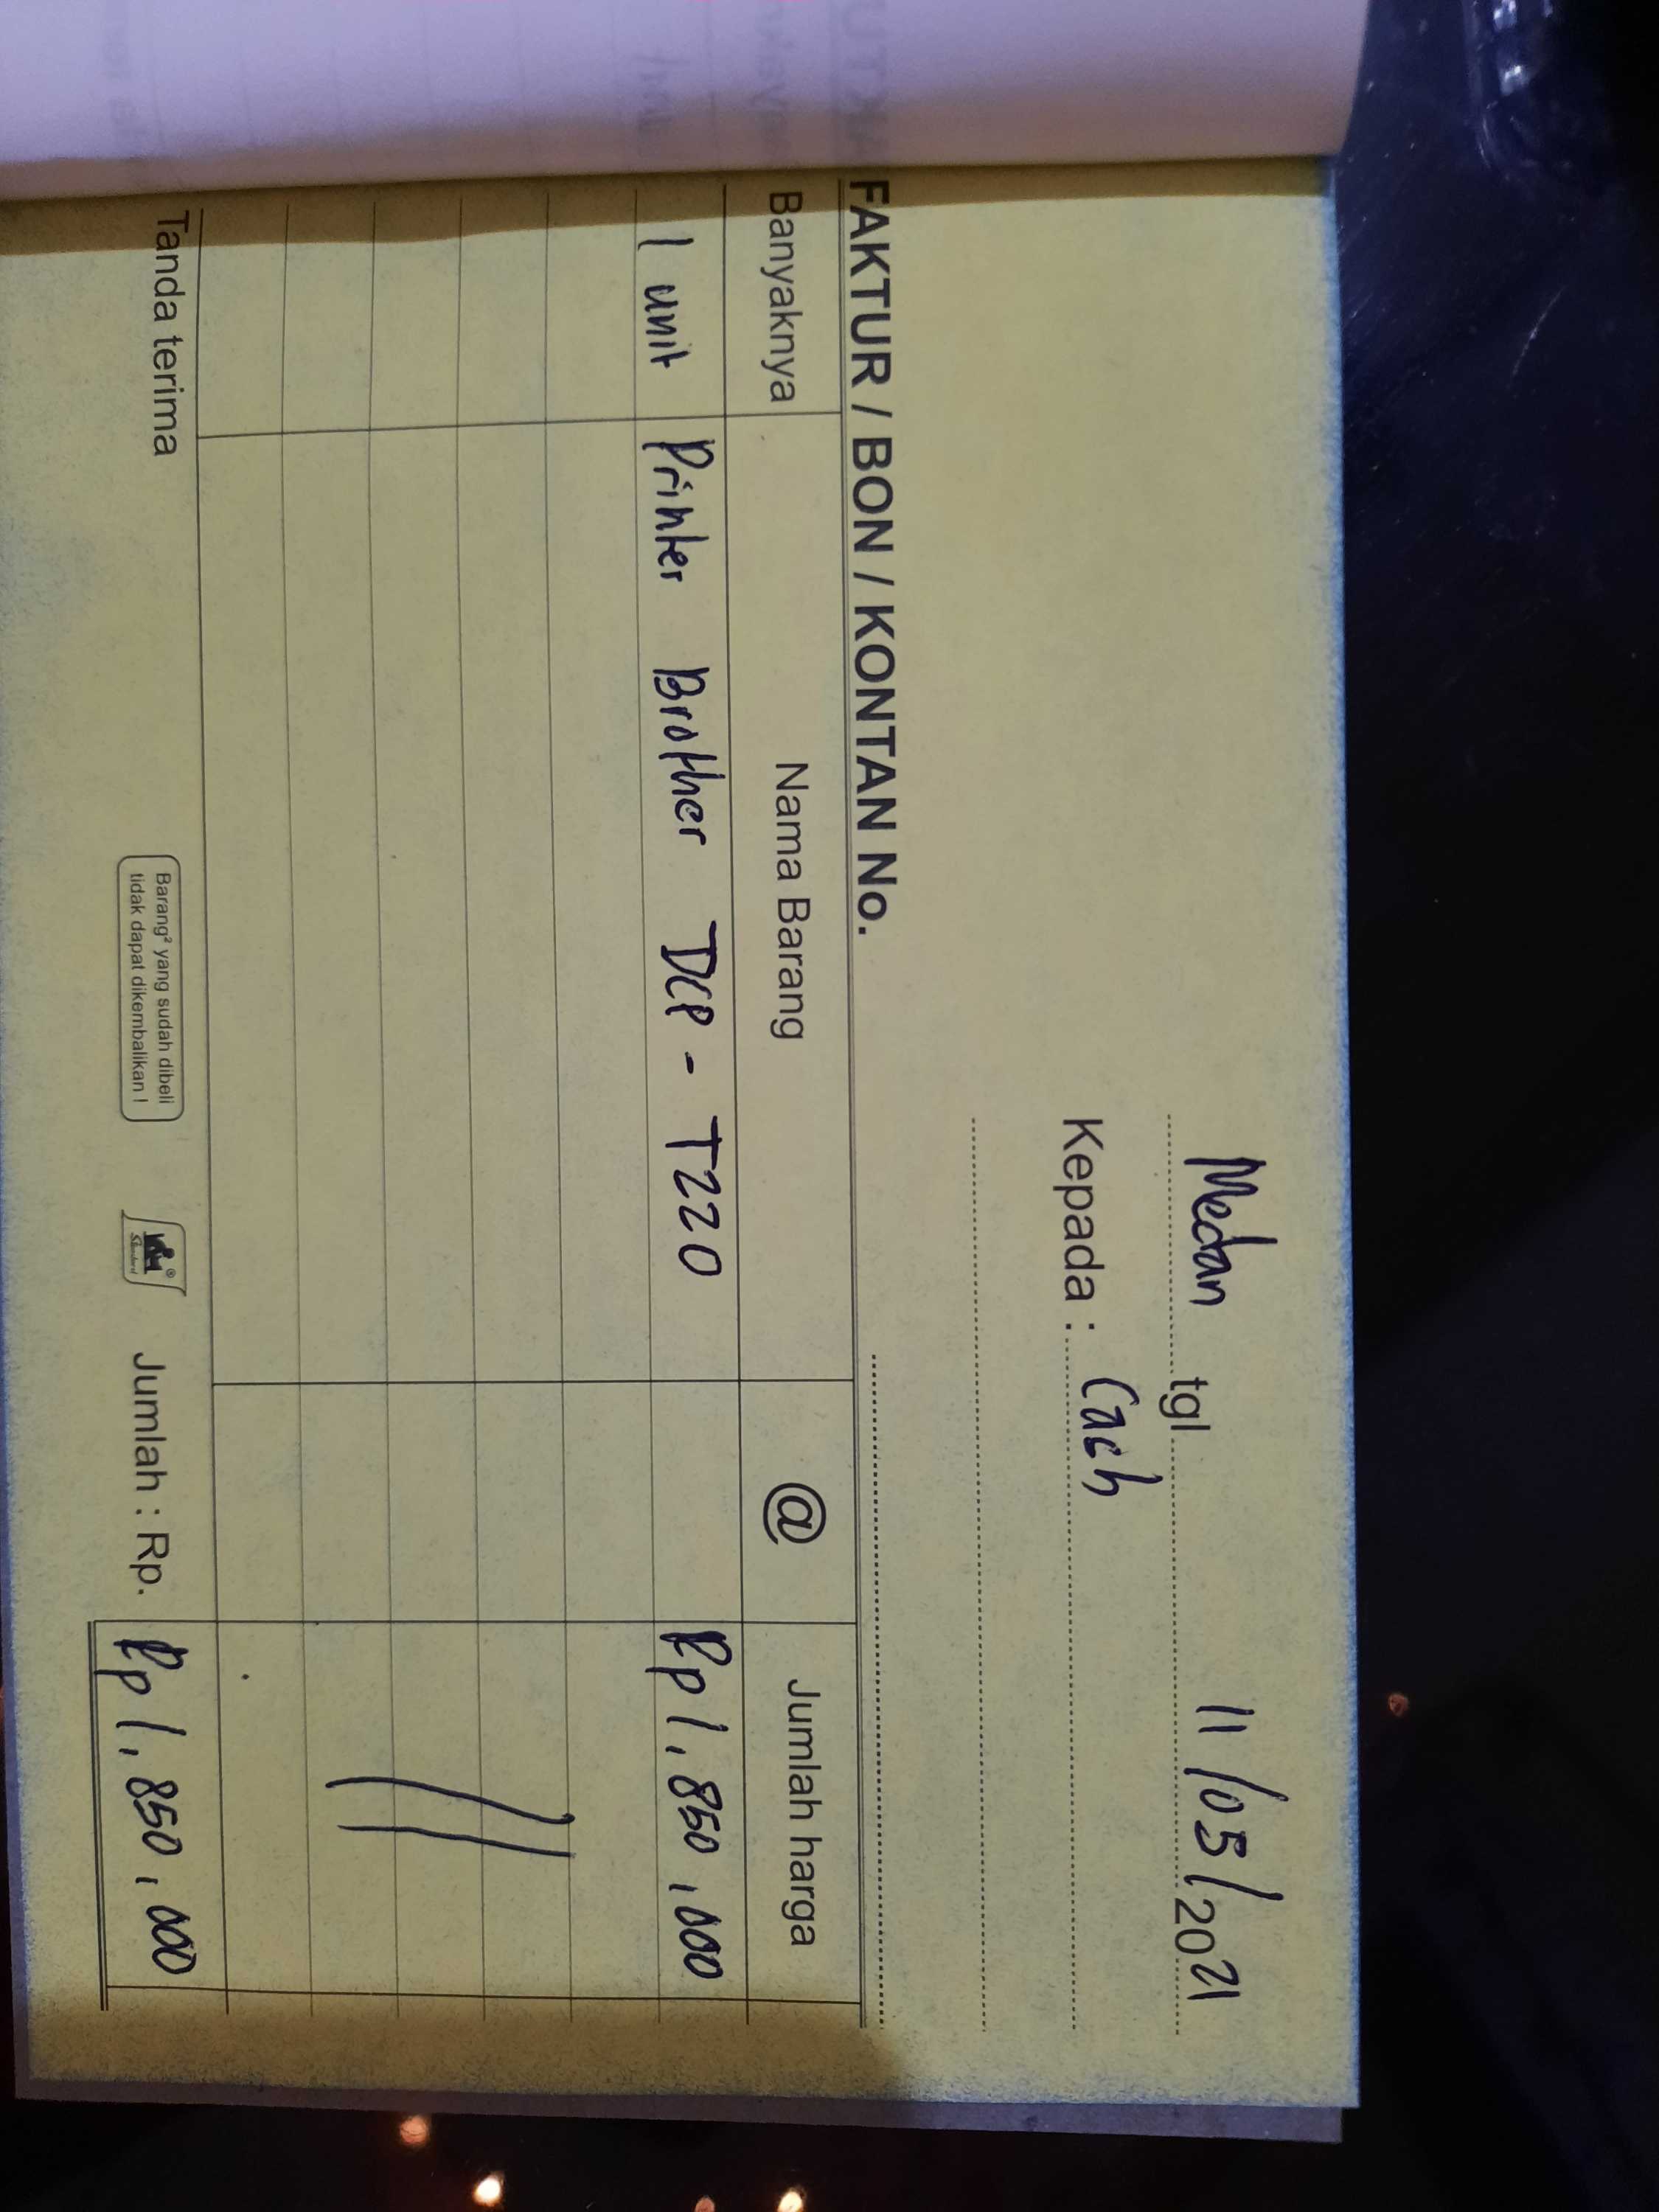 Medan tgl. 11/05/2021
Kepada : Cash
FAKTUR / BON / KONTAN No.
Banyaknya Nama Barang @ Jumlah harga
1 unit Printer Brother DCP - T220 Rp 1.850.000
Tanda terima
Barang² yang sudah dibeli
tidak dapat dikembalikan !
Jumlah : Rp. Rp 1.850.000